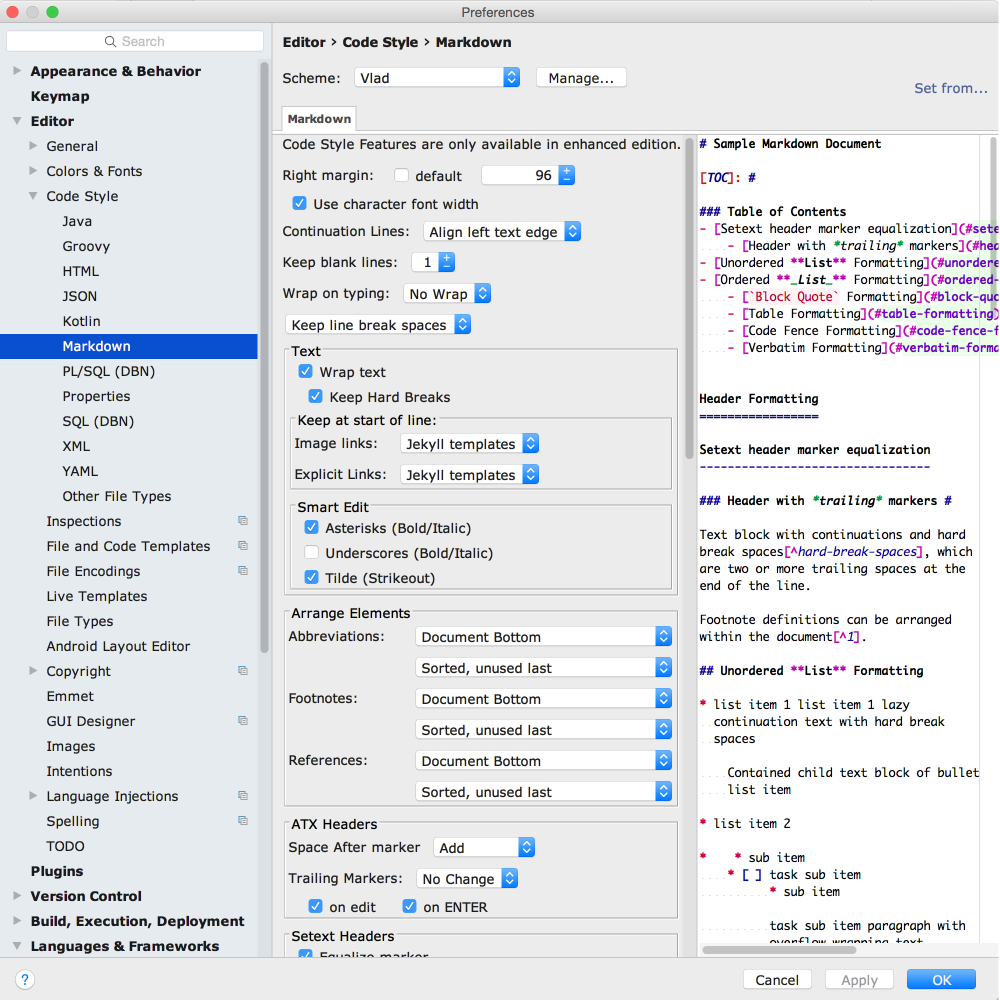 Preferences
Search
Appearance & Behavior
Keymap
Editor
General
Colors & Fonts
Code Style
Java
Groovy
HTML
JSON
Kotlin
Markdown
PL/SQL (DBN)
Properties
SQL (DBN)
XML
YAML
Other File Types
Inspections
File and Code Templates
File Encodings
Live Templates
File Types
Android Layout Editor
Copyright
Emmet
GUI Designer
Images
Intentions
Language Injections
Spelling
TODO
Plugins
Version Control
Build, Execution, Deployment
Languages & Frameworks
Editor › Code Style › Markdown
Scheme: Vlad Manage...
Set from...
Markdown
Code Style Features are only available in enhanced edition.
Right margin: default 96
Use character font width
Continuation Lines: Align left text edge
Keep blank lines: 1
Wrap on typing: No Wrap
Keep line break spaces
Text
Wrap text
Keep Hard Breaks
Keep at start of line:
Image links: Jekyll templates
Explicit Links: Jekyll templates
Smart Edit
Asterisks (Bold/Italic)
Underscores (Bold/Italic)
Tilde (Strikeout)
Arrange Elements
Abbreviations: Document Bottom
Sorted, unused last
Footnotes: Document Bottom
Sorted, unused last
References: Document Bottom
Sorted, unused last
ATX Headers
Space After marker Add
Trailing Markers: No Change
on edit on ENTER
Setext Headers
Equalize marker
# Sample Markdown Document
[TOC]: #
### Table of Contents
- [Setext header marker equalization](#sete
- [Header with *trailing* markers](#hea
- [Unordered **List** Formatting](#unordere
- [Ordered **_List_** Formatting](#ordered-
- [`Block Quote` Formatting](#block-quo
- [Table Formatting](#table-formatting)
- [Code Fence Formatting](#code-fence-f
- [Verbatim Formatting](#verbatim-forma
Header Formatting
=================
Setext header marker equalization
---------------------------------
### Header with *trailing* markers #
Text block with continuations and hard
break spaces[^hard-break-spaces], which
are two or more trailing spaces at the
end of the line.
Footnote definitions can be arranged
within the document[^1].
## Unordered **List** Formatting
* list item 1 list item 1 lazy
continuation text with hard break
spaces
Contained child text block of bullet
list item
* list item 2
* * sub item
* [ ] task sub item
* sub item
task sub item paragraph with
overflow wrapping text
?
Cancel
Apply
OK